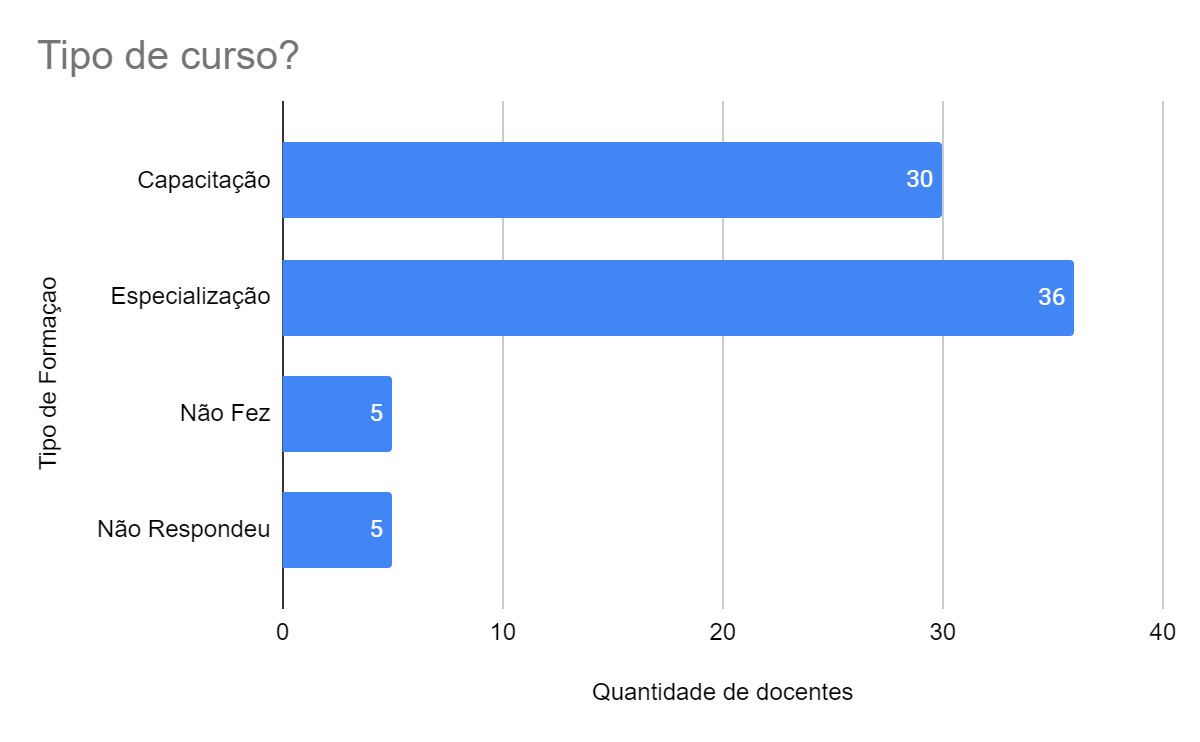 Tipo de curso?
Tipo de Formaçao
Capacitação
30
Especialização
36
Não Fez
5
Não Respondeu
5
0
10
20
30
40
Quantidade de docentes